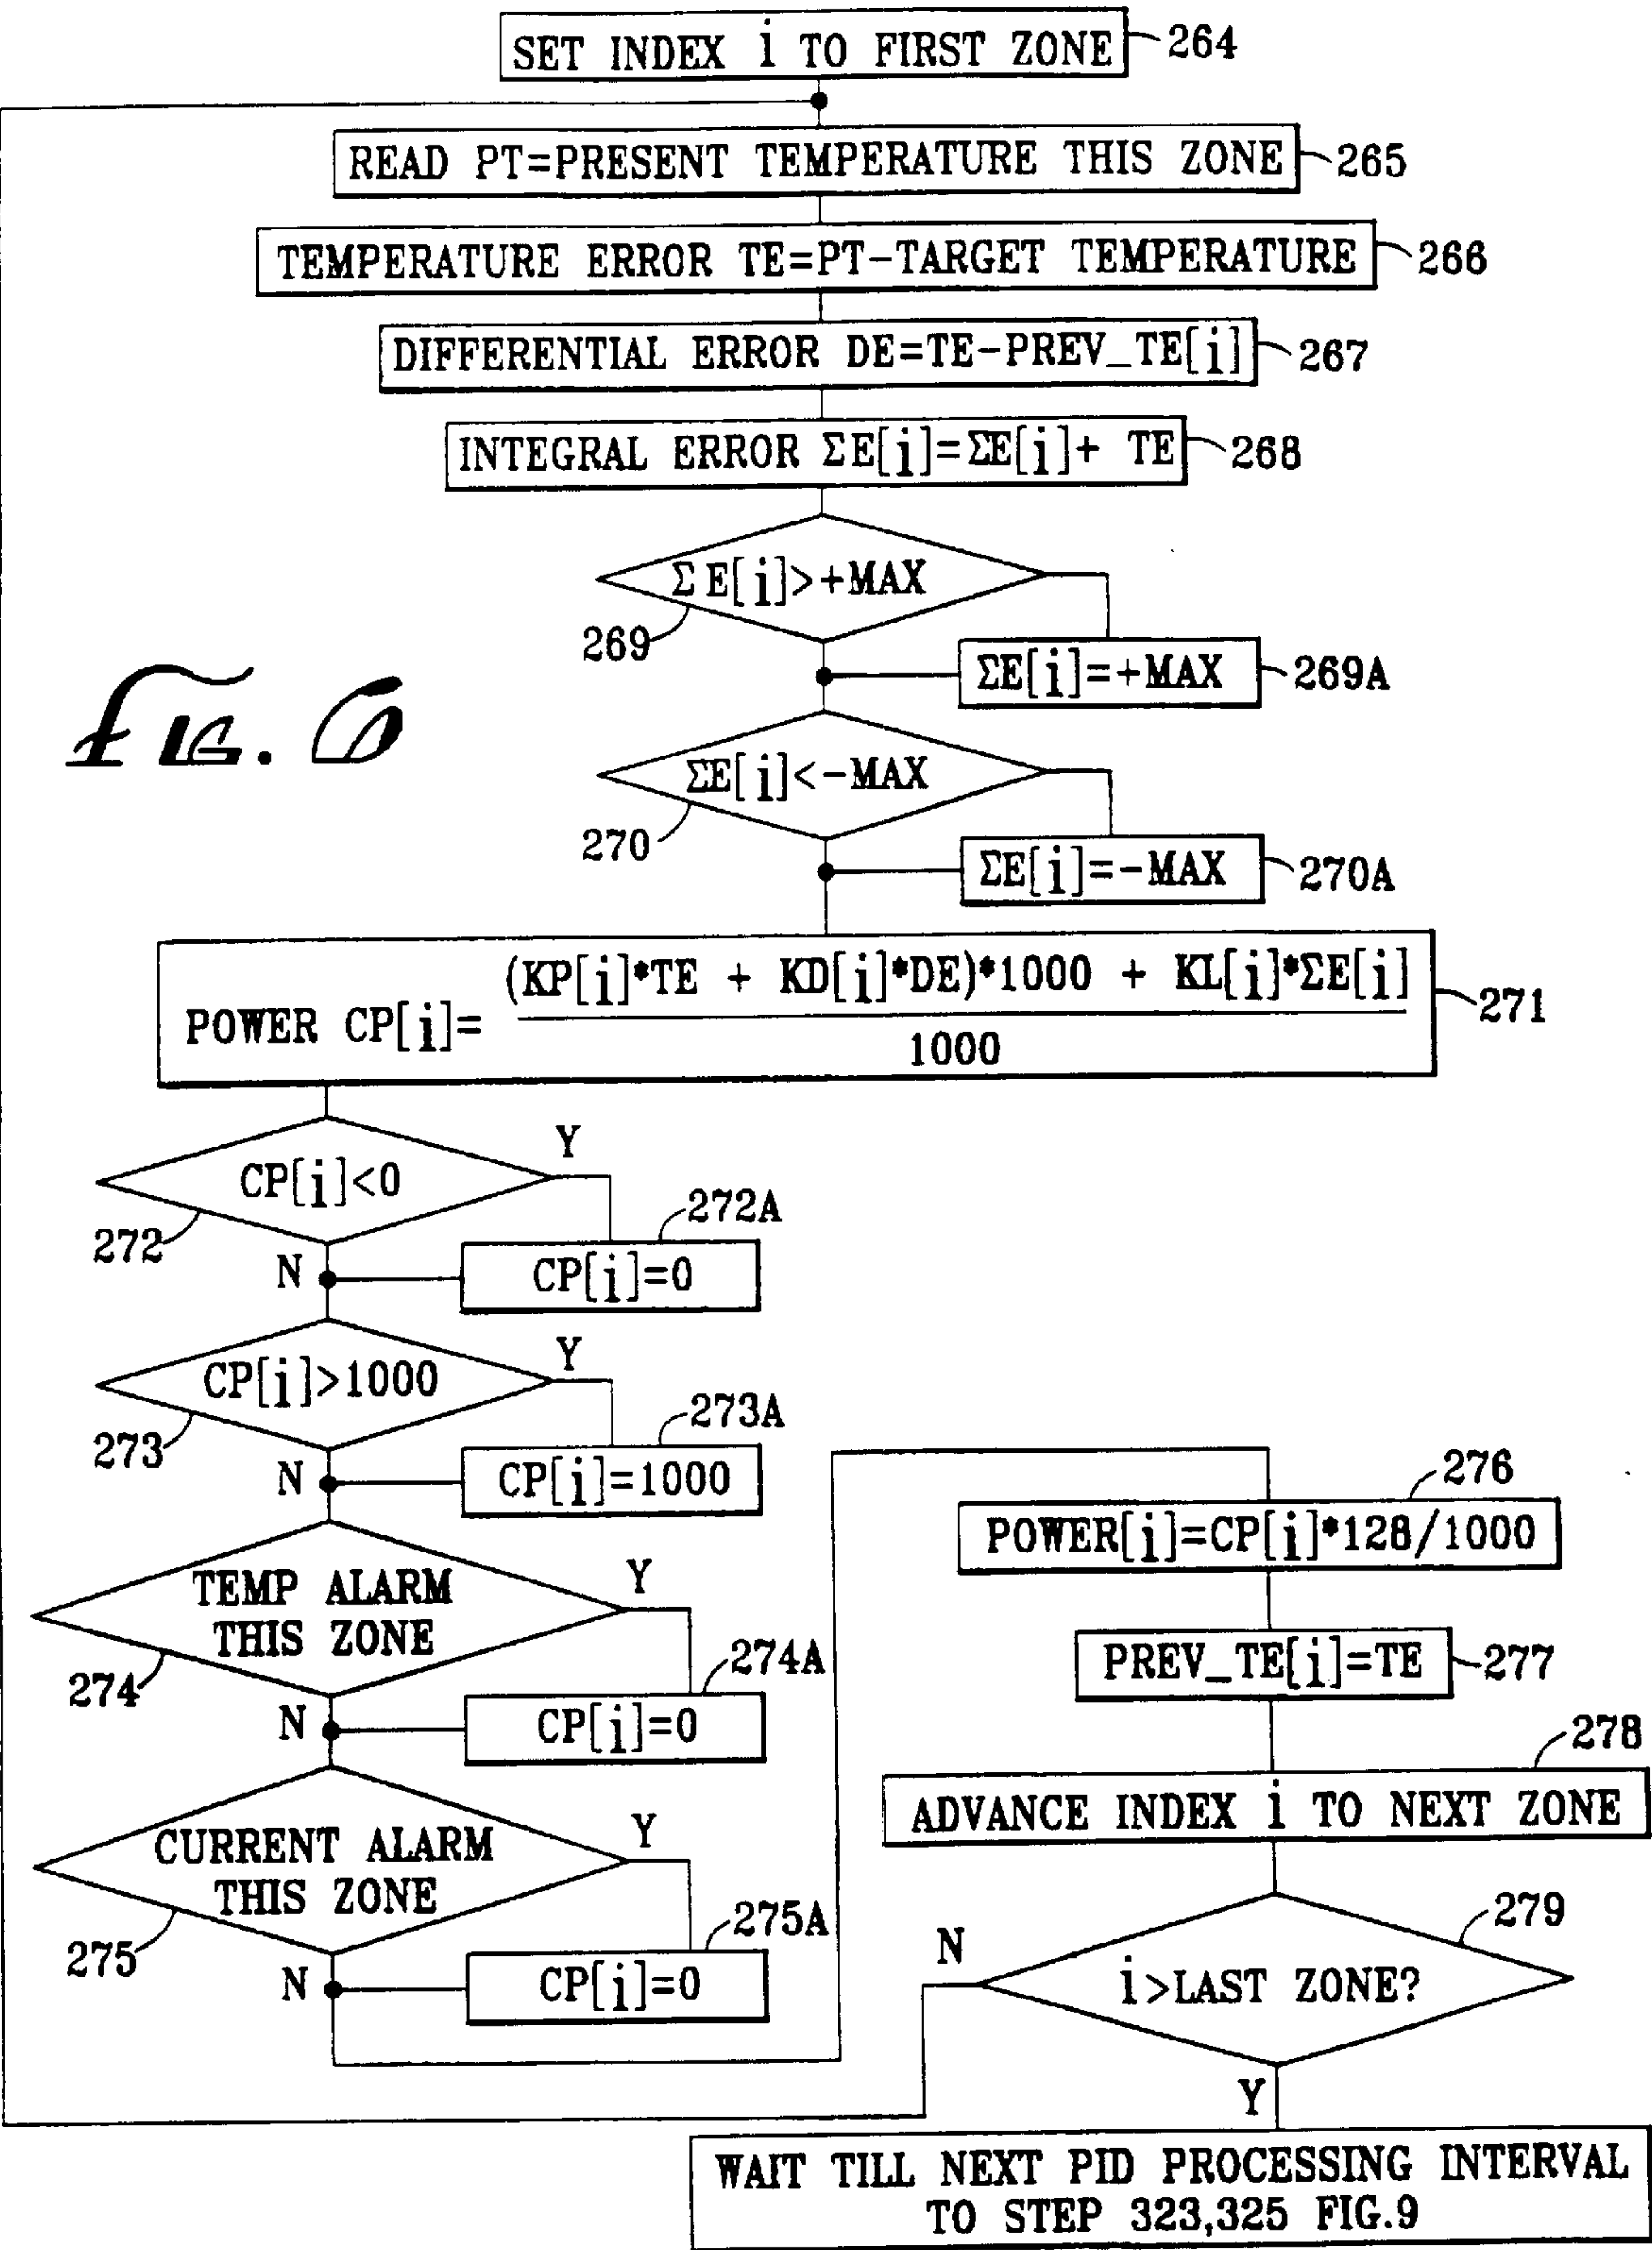 SET INDEX i TO FIRST ZONE
264
READ PT=PRESENT TEMPERATURE THIS ZONE
265
TEMPERATURE ERROR TE=PT-TARGET TEMPERATURE
266
DIFFERENTIAL ERROR DE=TE-PREV_TE[i]
267
INTEGRAL ERROR ΣE[i]=ΣE[i]+ TE
268
ΣE[i]>+MAX
269
ΣE[i]=+MAX
269A
FIG. 6
ΣE[i]<-MAX
270
ΣE[i]=-MAX
270A
POWER CP[i]=
(KP[i]*TE + KD[i]*DE)*1000 + KL[i]*ΣE[i]
1000
271
CP[i]<0
Y
272
272A
N
CP[i]=0
CP[i]>1000
Y
273
273A
N
CP[i]=1000
TEMP ALARM
THIS ZONE
Y
274
274A
N
CP[i]=0
CURRENT ALARM
THIS ZONE
Y
275
275A
N
CP[i]=0
276
POWER[i]=CP[i]*128/1000
PREV_TE[i]=TE
277
278
ADVANCE INDEX i TO NEXT ZONE
279
N
i>LAST ZONE?
Y
WAIT TILL NEXT PID PROCESSING INTERVAL
TO STEP 323,325 FIG.9